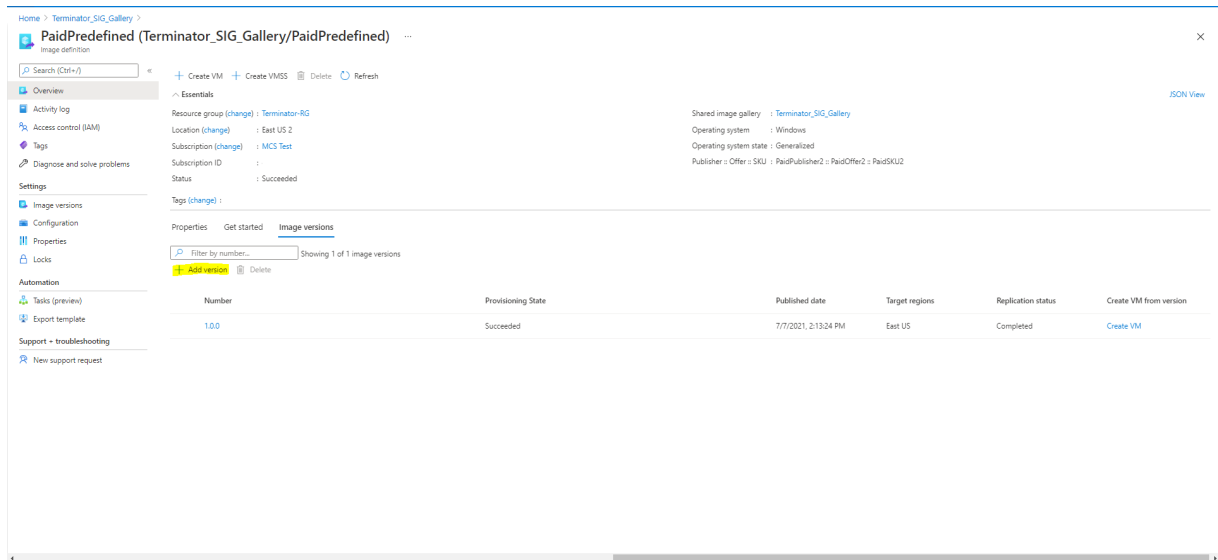 Home > Terminator_SIG_Gallery >
PaidPredefined (Terminator_SIG_Gallery/PaidPredefined) ...
Image definition
Search (Ctrl+/) «
Overview
Activity log
Access control (IAM)
Tags
Diagnose and solve problems
Settings
Image versions
Configuration
Properties
Locks
Automation
Tasks (preview)
Export template
Support + troubleshooting
New support request
+ Create VM + Create VMSS Delete Refresh
Essentials JSON View
Resource group (change) : Terminator-RG
Location (change) : East US 2
Subscription (change) : MCS Test
Subscription ID :
Status : Succeeded
Shared image gallery : Terminator_SIG_Gallery
Operating system : Windows
Operating system state : Generalized
Publisher :: Offer :: SKU : PaidPublisher2 :: PaidOffer2 :: PaidSKU2
Tags (change) :
Properties Get started Image versions
Filter by number... Showing 1 of 1 image versions
+ Add version Delete
Number Provisioning State Published date Target regions Replication status Create VM from version
1.0.0 Succeeded 7/7/2021, 2:13:24 PM East US Completed Create VM